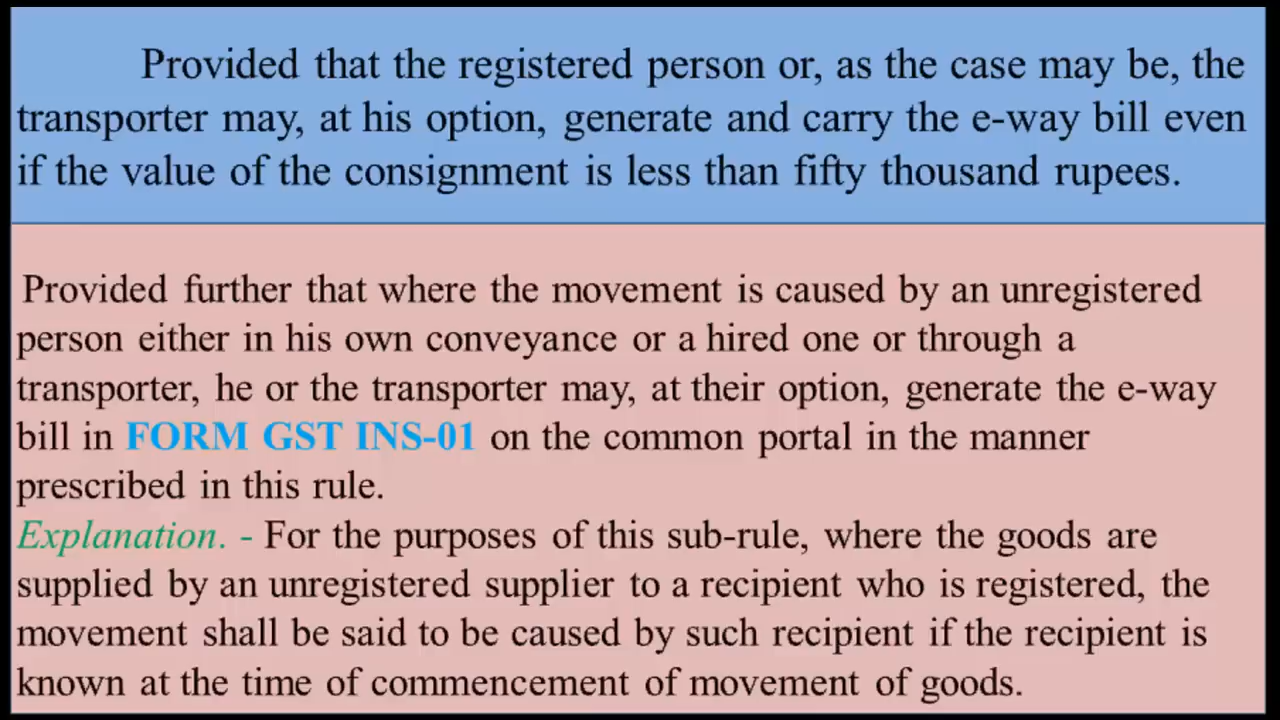 Provided that the registered person or, as the case may be, the
transporter may, at his option, generate and carry the e-way bill even
if the value of the consignment is less than fifty thousand rupees.
Provided further that where the movement is caused by an unregistered
person either in his own conveyance or a hired one or through a
transporter, he or the transporter may, at their option, generate the e-way
bill in FORM GST INS-01 on the common portal in the manner
prescribed in this rule.
Explanation. - For the purposes of this sub-rule, where the goods are
supplied by an unregistered supplier to a recipient who is registered, the
movement shall be said to be caused by such recipient if the recipient is
known at the time of commencement of movement of goods.